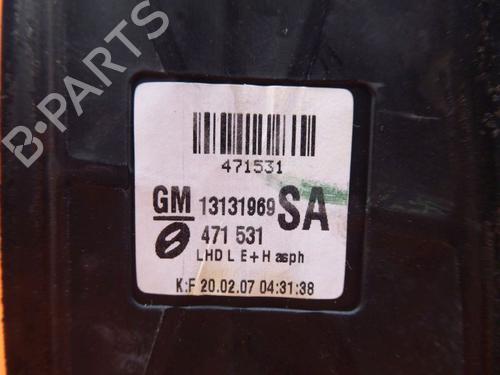 B-PARTS
471531
GM 13131969 SA
471 531
LHD L E+H asph
K:F 20.02.07 04:31:38